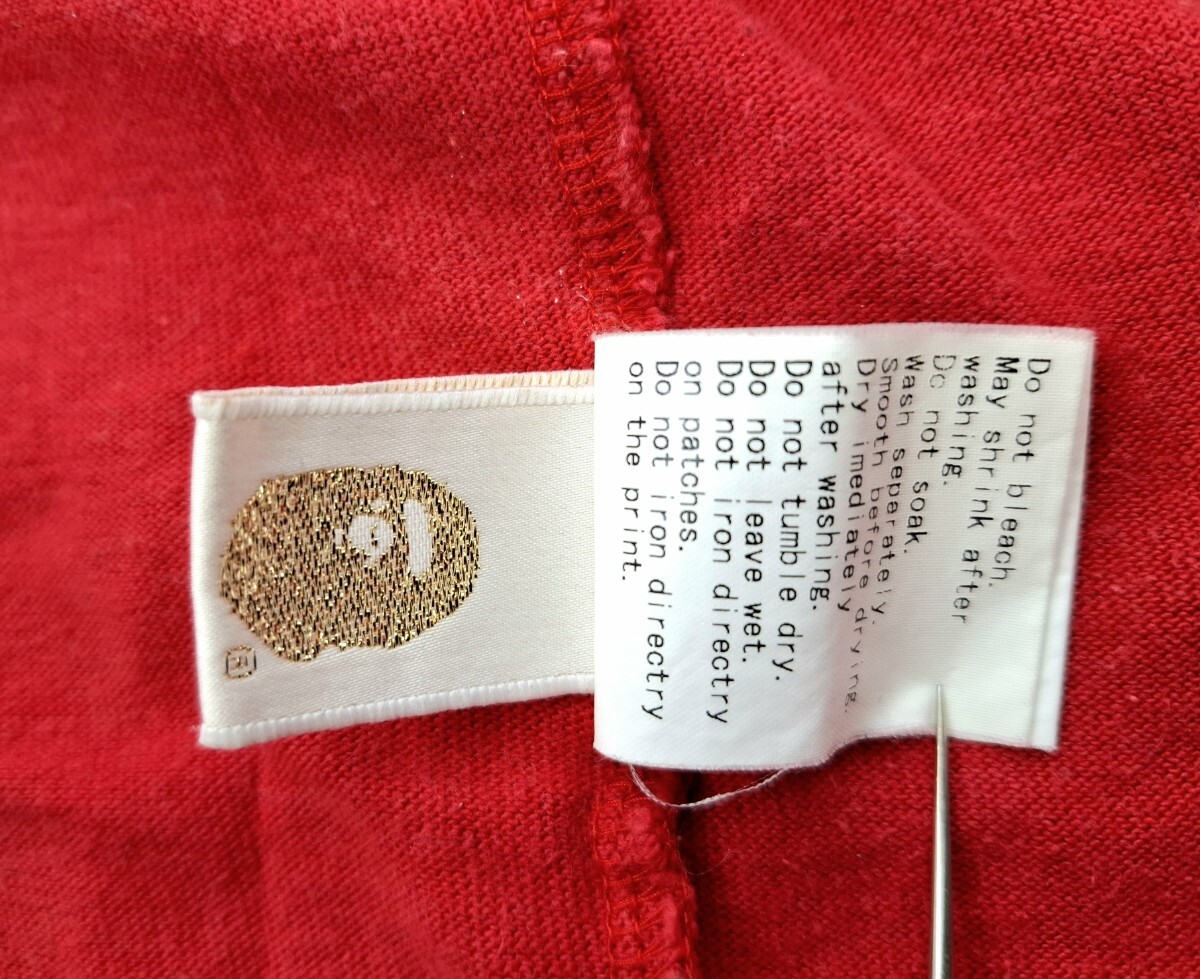 Do not bleach.
May shrink after
washing.
Do not soak.
Wash separately.
Smooth before drying.
Dry imediately
after washing.
Do not tumble dry.
Do not leave wet.
Do not iron directry
on patches.
Do not iron directry
on the print.
®